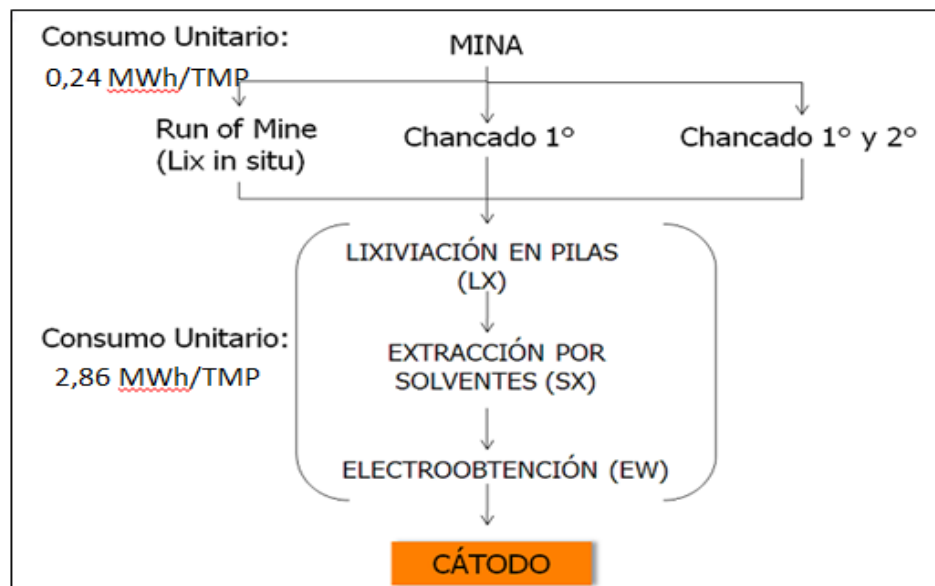 Consumo Unitario:
0,24 MWh/TMP
MINA
Run of Mine
(Lix in situ)
Chancado 1°
Chancado 1° y 2°
LIXIVIACIÓN EN PILAS
(LX)
Consumo Unitario:
2,86 MWh/TMP
EXTRACCIÓN POR
SOLVENTES (SX)
ELECTROOBTENCIÓN (EW)
CÁTODO